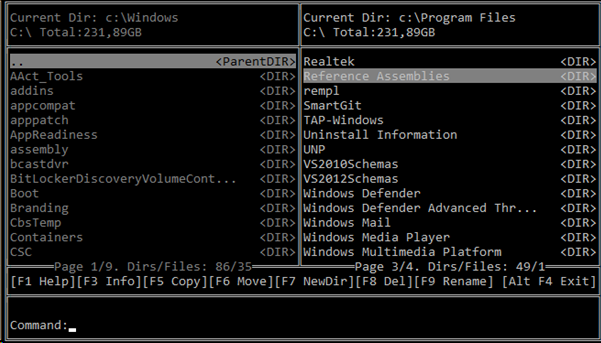 Current Dir: c:\Windows
C:\ Total:231,89GB
.. <ParentDIR>
AAct_Tools <DIR>
addins <DIR>
appcompat <DIR>
apppatch <DIR>
AppReadiness <DIR>
assembly <DIR>
bcastdvr <DIR>
BitLockerDiscoveryVolumeCont... <DIR>
Boot <DIR>
Branding <DIR>
CbsTemp <DIR>
Containers <DIR>
CSC <DIR>
Page 1/9. Dirs/Files: 86/35
Current Dir: c:\Program Files
C:\ Total:231,89GB
Realtek <DIR>
Reference Assemblies <DIR>
rempl <DIR>
SmartGit <DIR>
TAP-Windows <DIR>
Uninstall Information <DIR>
UNP <DIR>
VS2010Schemas <DIR>
VS2012Schemas <DIR>
Windows Defender <DIR>
Windows Defender Advanced Thr... <DIR>
Windows Mail <DIR>
Windows Media Player <DIR>
Windows Multimedia Platform <DIR>
Page 3/4. Dirs/Files: 49/1
[F1 Help][F3 Info][F5 Copy][F6 Move][F7 NewDir][F8 Del][F9 Rename] [Alt F4 Exit]
Command: